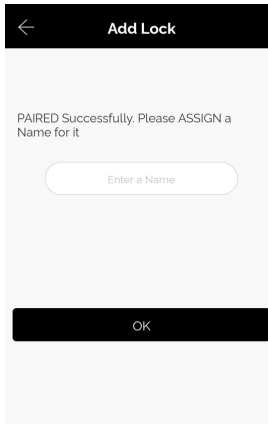 Add Lock
PAIRED Successfully. Please ASSIGN a
Name for it
Enter a Name
OK